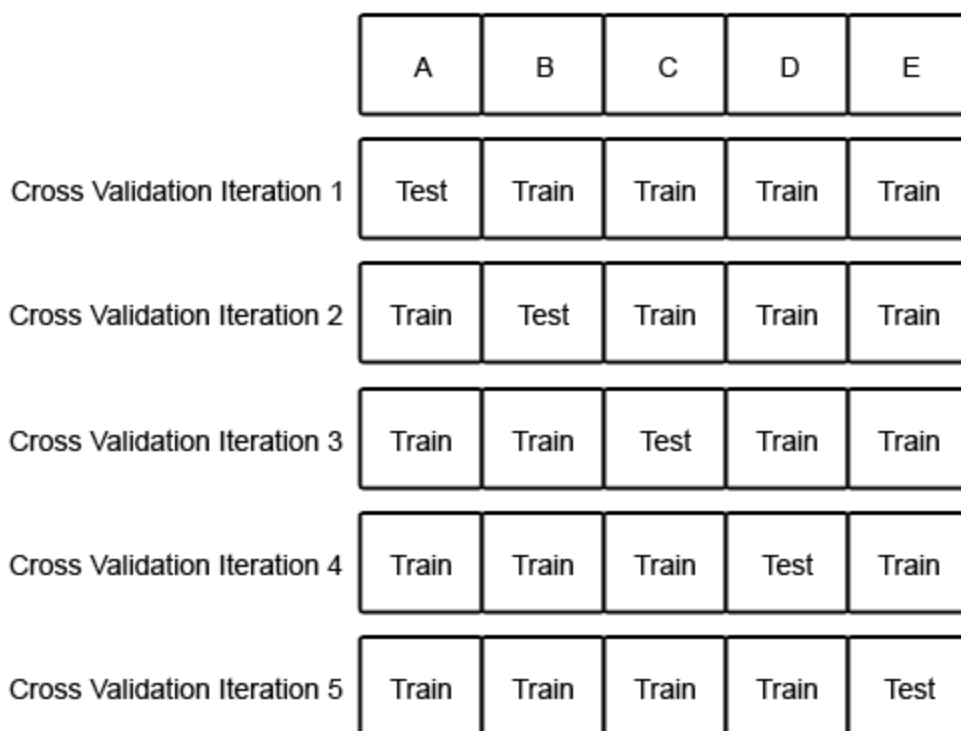 A B C D E
Cross Validation Iteration 1 Test Train Train Train Train
Cross Validation Iteration 2 Train Test Train Train Train
Cross Validation Iteration 3 Train Train Test Train Train
Cross Validation Iteration 4 Train Train Train Test Train
Cross Validation Iteration 5 Train Train Train Train Test